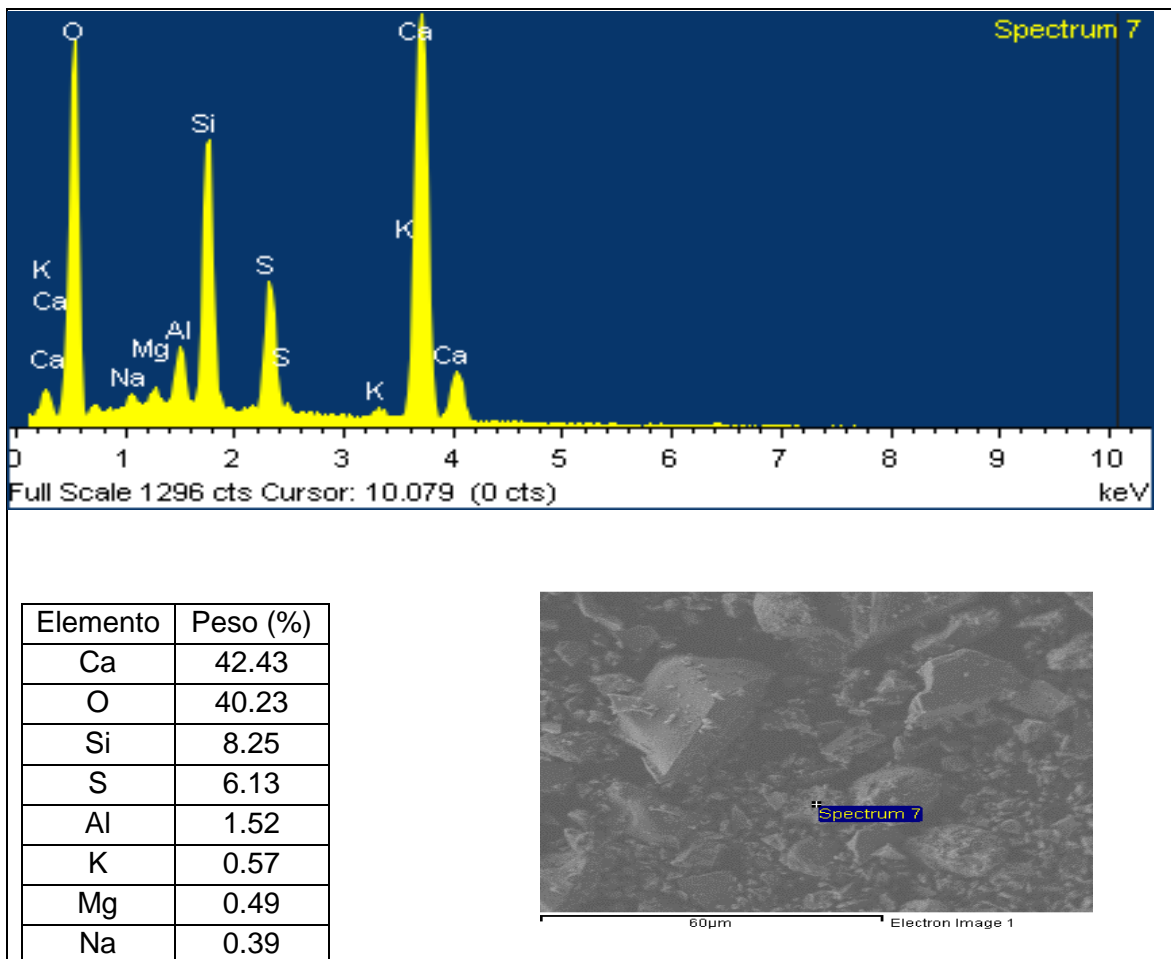 Spectrum 7
O
Ca
Si
K
S
K
Ca
Ca
Mg
Al
S
Ca
Na
K
0 1 2 3 4 5 6 7 8 9 10
Full Scale 1296 cts Cursor: 10.079 (0 cts) keV
Elemento Peso (%)
Ca 42.43
O 40.23
Si 8.25
S 6.13
Al 1.52
K 0.57
Mg 0.49
Na 0.39
Spectrum 7
60µm Electron Image 1